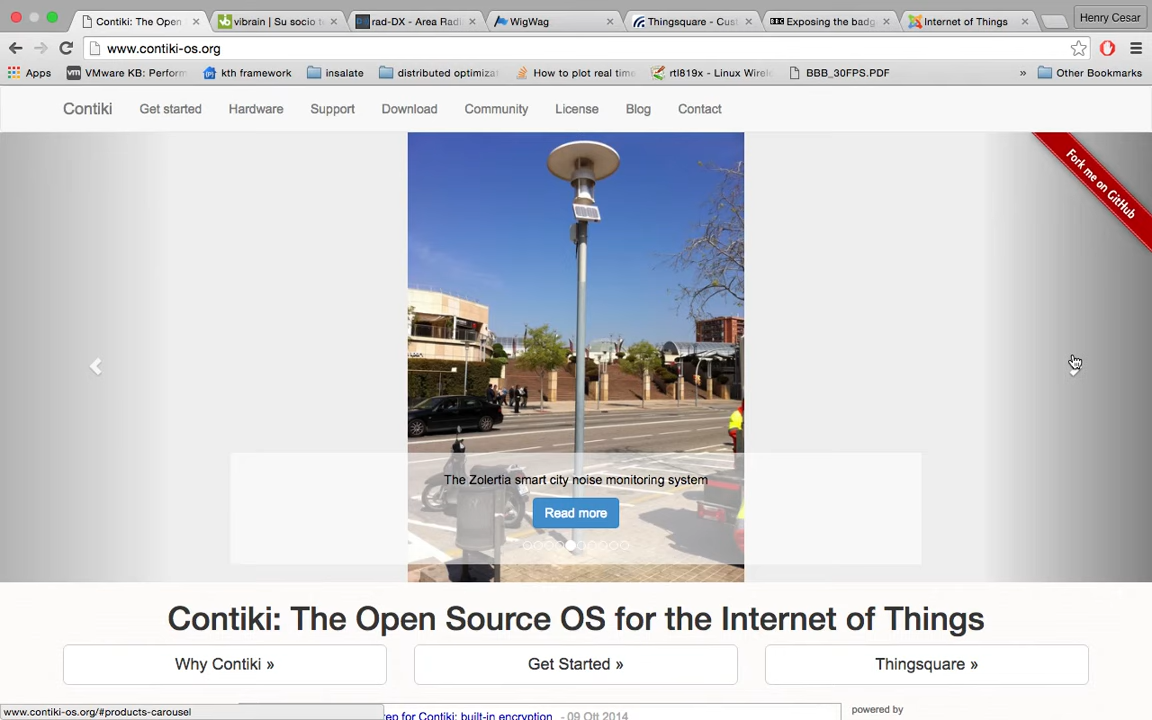 Contiki: The Open
vibrain | Su socio te
rad-DX - Area Radi
WigWag
Thingsquare - Cust
Exposing the badg
Internet of Things
Henry Cesar
www.contiki-os.org
Apps
VMware KB: Perform
kth framework
insalate
distributed optimiza
How to plot real time
rtl819x - Linux Wirel
BBB_30FPS.PDF
»
Other Bookmarks
Contiki
Get started
Hardware
Support
Download
Community
License
Blog
Contact
Fork me on GitHub
The Zolertia smart city noise monitoring system
Read more
Contiki: The Open Source OS for the Internet of Things
Why Contiki »
Get Started »
Thingsquare »
www.contiki-os.org/#products-carousel
tep for Contiki: built-in encryption - 09 Ott 2014
powered by